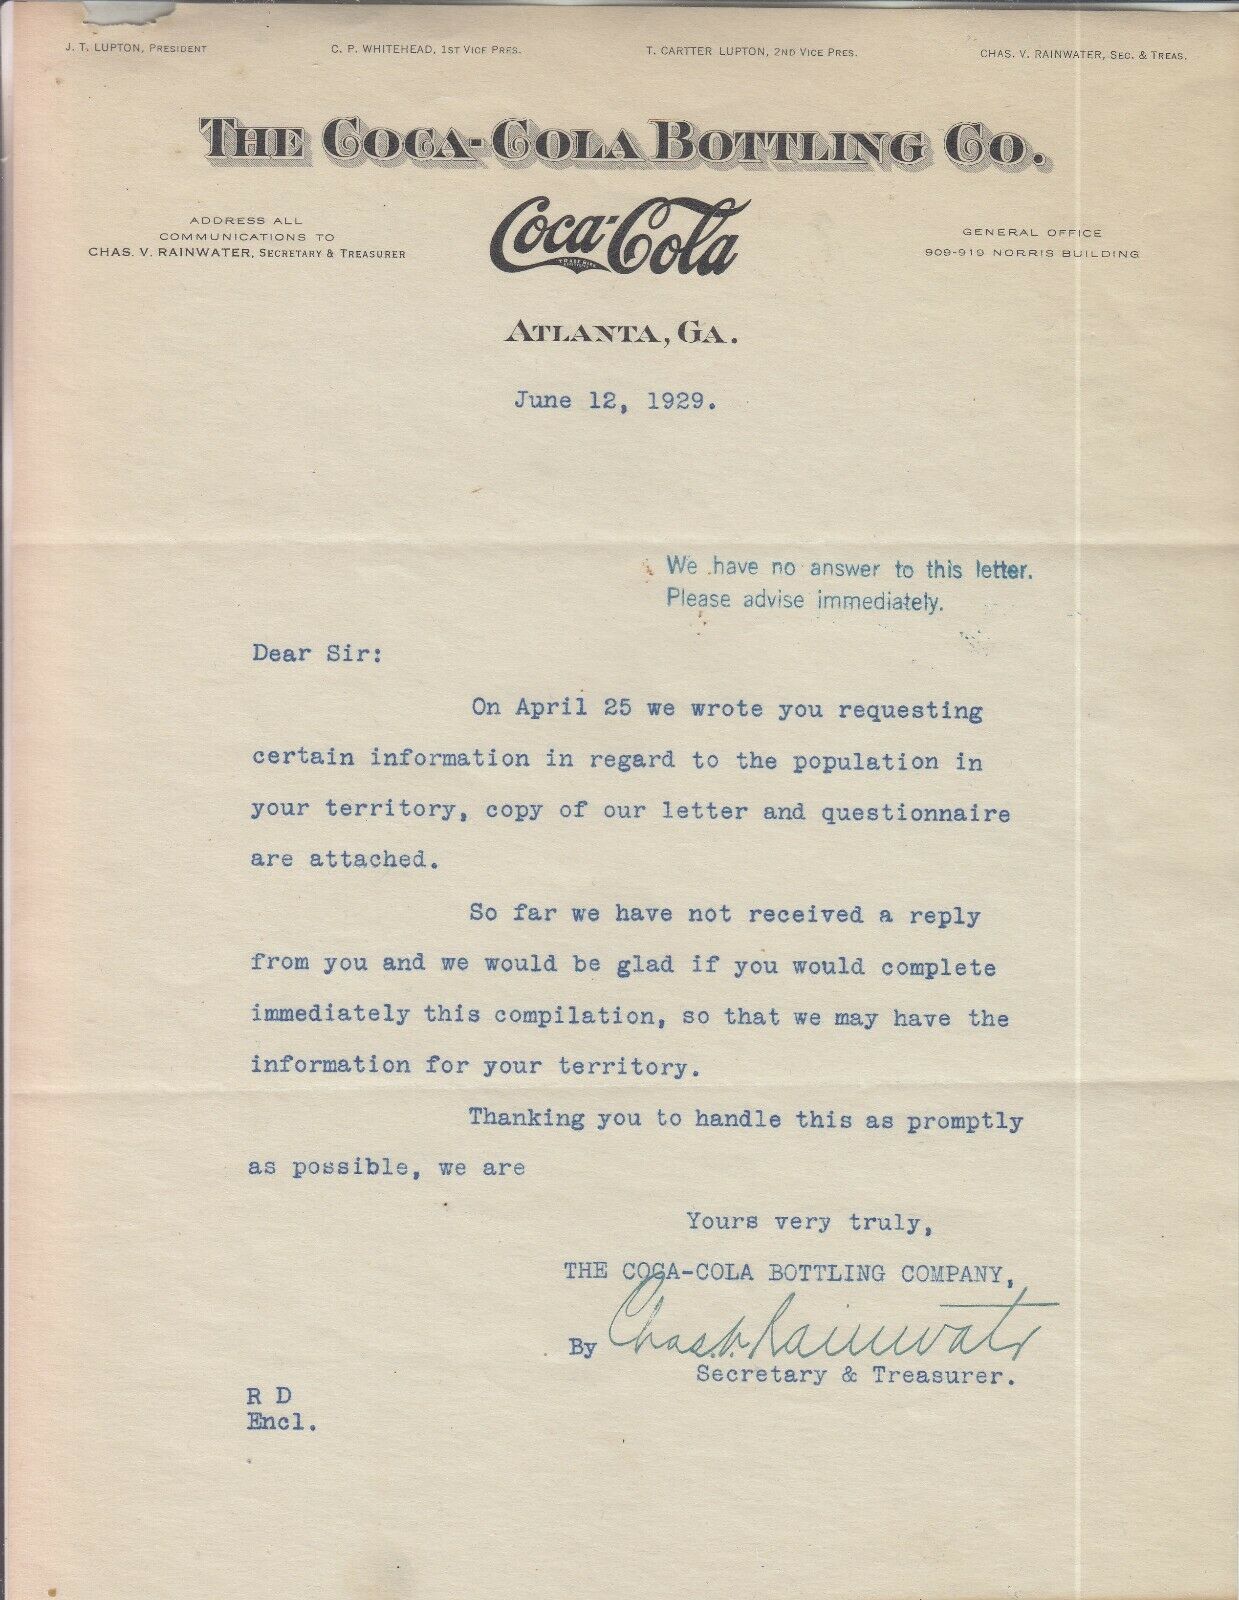 J. T. LUPTON, PRESIDENT
C. P. WHITEHEAD, 1ST VICE PRES.
T. CARTTER LUPTON, 2ND VICE PRES.
CHAS. V. RAINWATER, SEC. & TREAS.
THE COCA-COLA BOTTLING CO.
ADDRESS ALL
COMMUNICATIONS TO
CHAS. V. RAINWATER, SECRETARY & TREASURER
Coca-Cola
TRADE MARK
GENERAL OFFICE
909-919 NORRIS BUILDING
ATLANTA, GA.
June 12, 1929.
We have no answer to this letter.
Please advise immediately.
Dear Sir:
On April 25 we wrote you requesting
certain information in regard to the population in
your territory, copy of our letter and questionnaire
are attached.
So far we have not received a reply
from you and we would be glad if you would complete
immediately this compilation, so that we may have the
information for your territory.
Thanking you to handle this as promptly
as possible, we are
Yours very truly,
THE COCA-COLA BOTTLING COMPANY,
By Chas. V. Rainwater
Secretary & Treasurer.
R D
Encl.